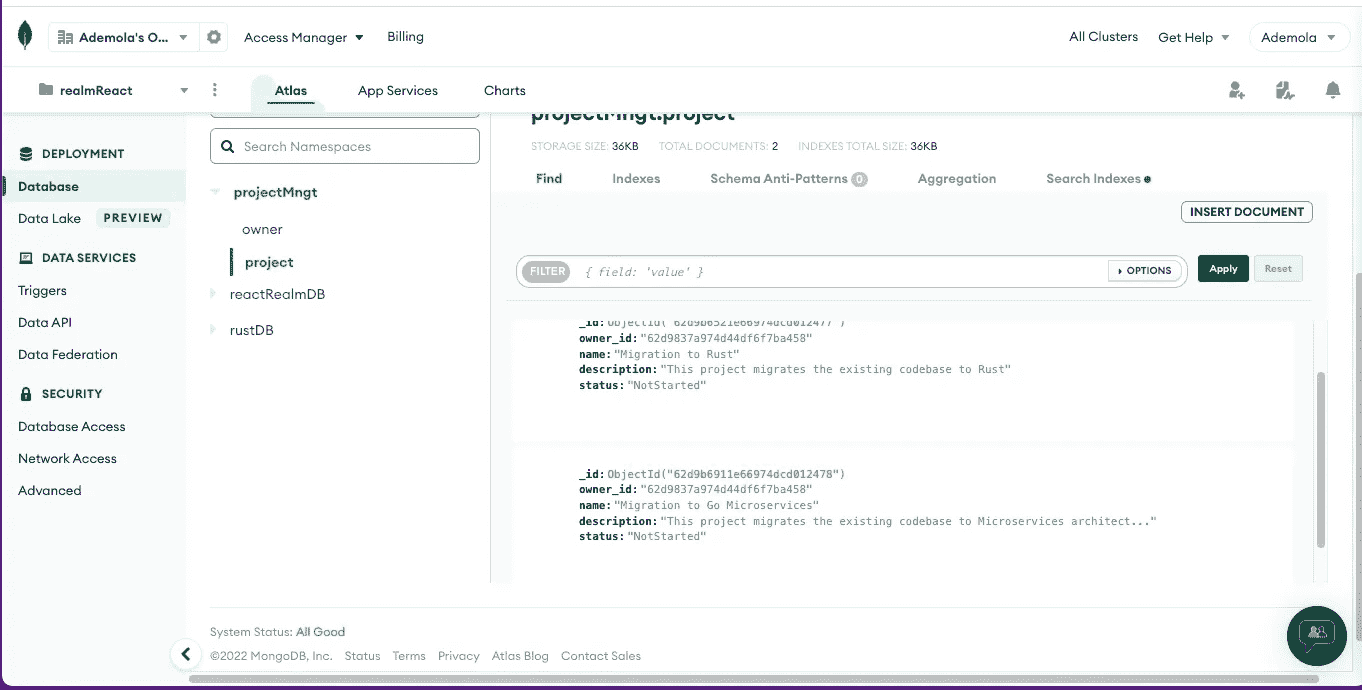 Ademola's O...
Access Manager
Billing
All Clusters
Get Help
Ademola
realmReact
Atlas
App Services
Charts
DEPLOYMENT
Database
Data Lake PREVIEW
DATA SERVICES
Triggers
Data API
Data Federation
SECURITY
Database Access
Network Access
Advanced
Search Namespaces
projectMngt
owner
project
reactRealmDB
rustDB
projectMngt.project
STORAGE SIZE: 36KB TOTAL DOCUMENTS: 2 INDEXES TOTAL SIZE: 36KB
Find Indexes Schema Anti-Patterns 0 Aggregation Search Indexes
INSERT DOCUMENT
FILTER { field: 'value' } OPTIONS Apply Reset
_id: ObjectId("62d9b6521e66974dcd012477")
owner_id: "62d9837a974d44df6f7ba458"
name: "Migration to Rust"
description: "This project migrates the existing codebase to Rust"
status: "NotStarted"
_id: ObjectId("62d9b6911e66974dcd012478")
owner_id: "62d9837a974d44df6f7ba458"
name: "Migration to Go Microservices"
description: "This project migrates the existing codebase to Microservices architect..."
status: "NotStarted"
System Status: All Good
©2022 MongoDB, Inc. Status Terms Privacy Atlas Blog Contact Sales